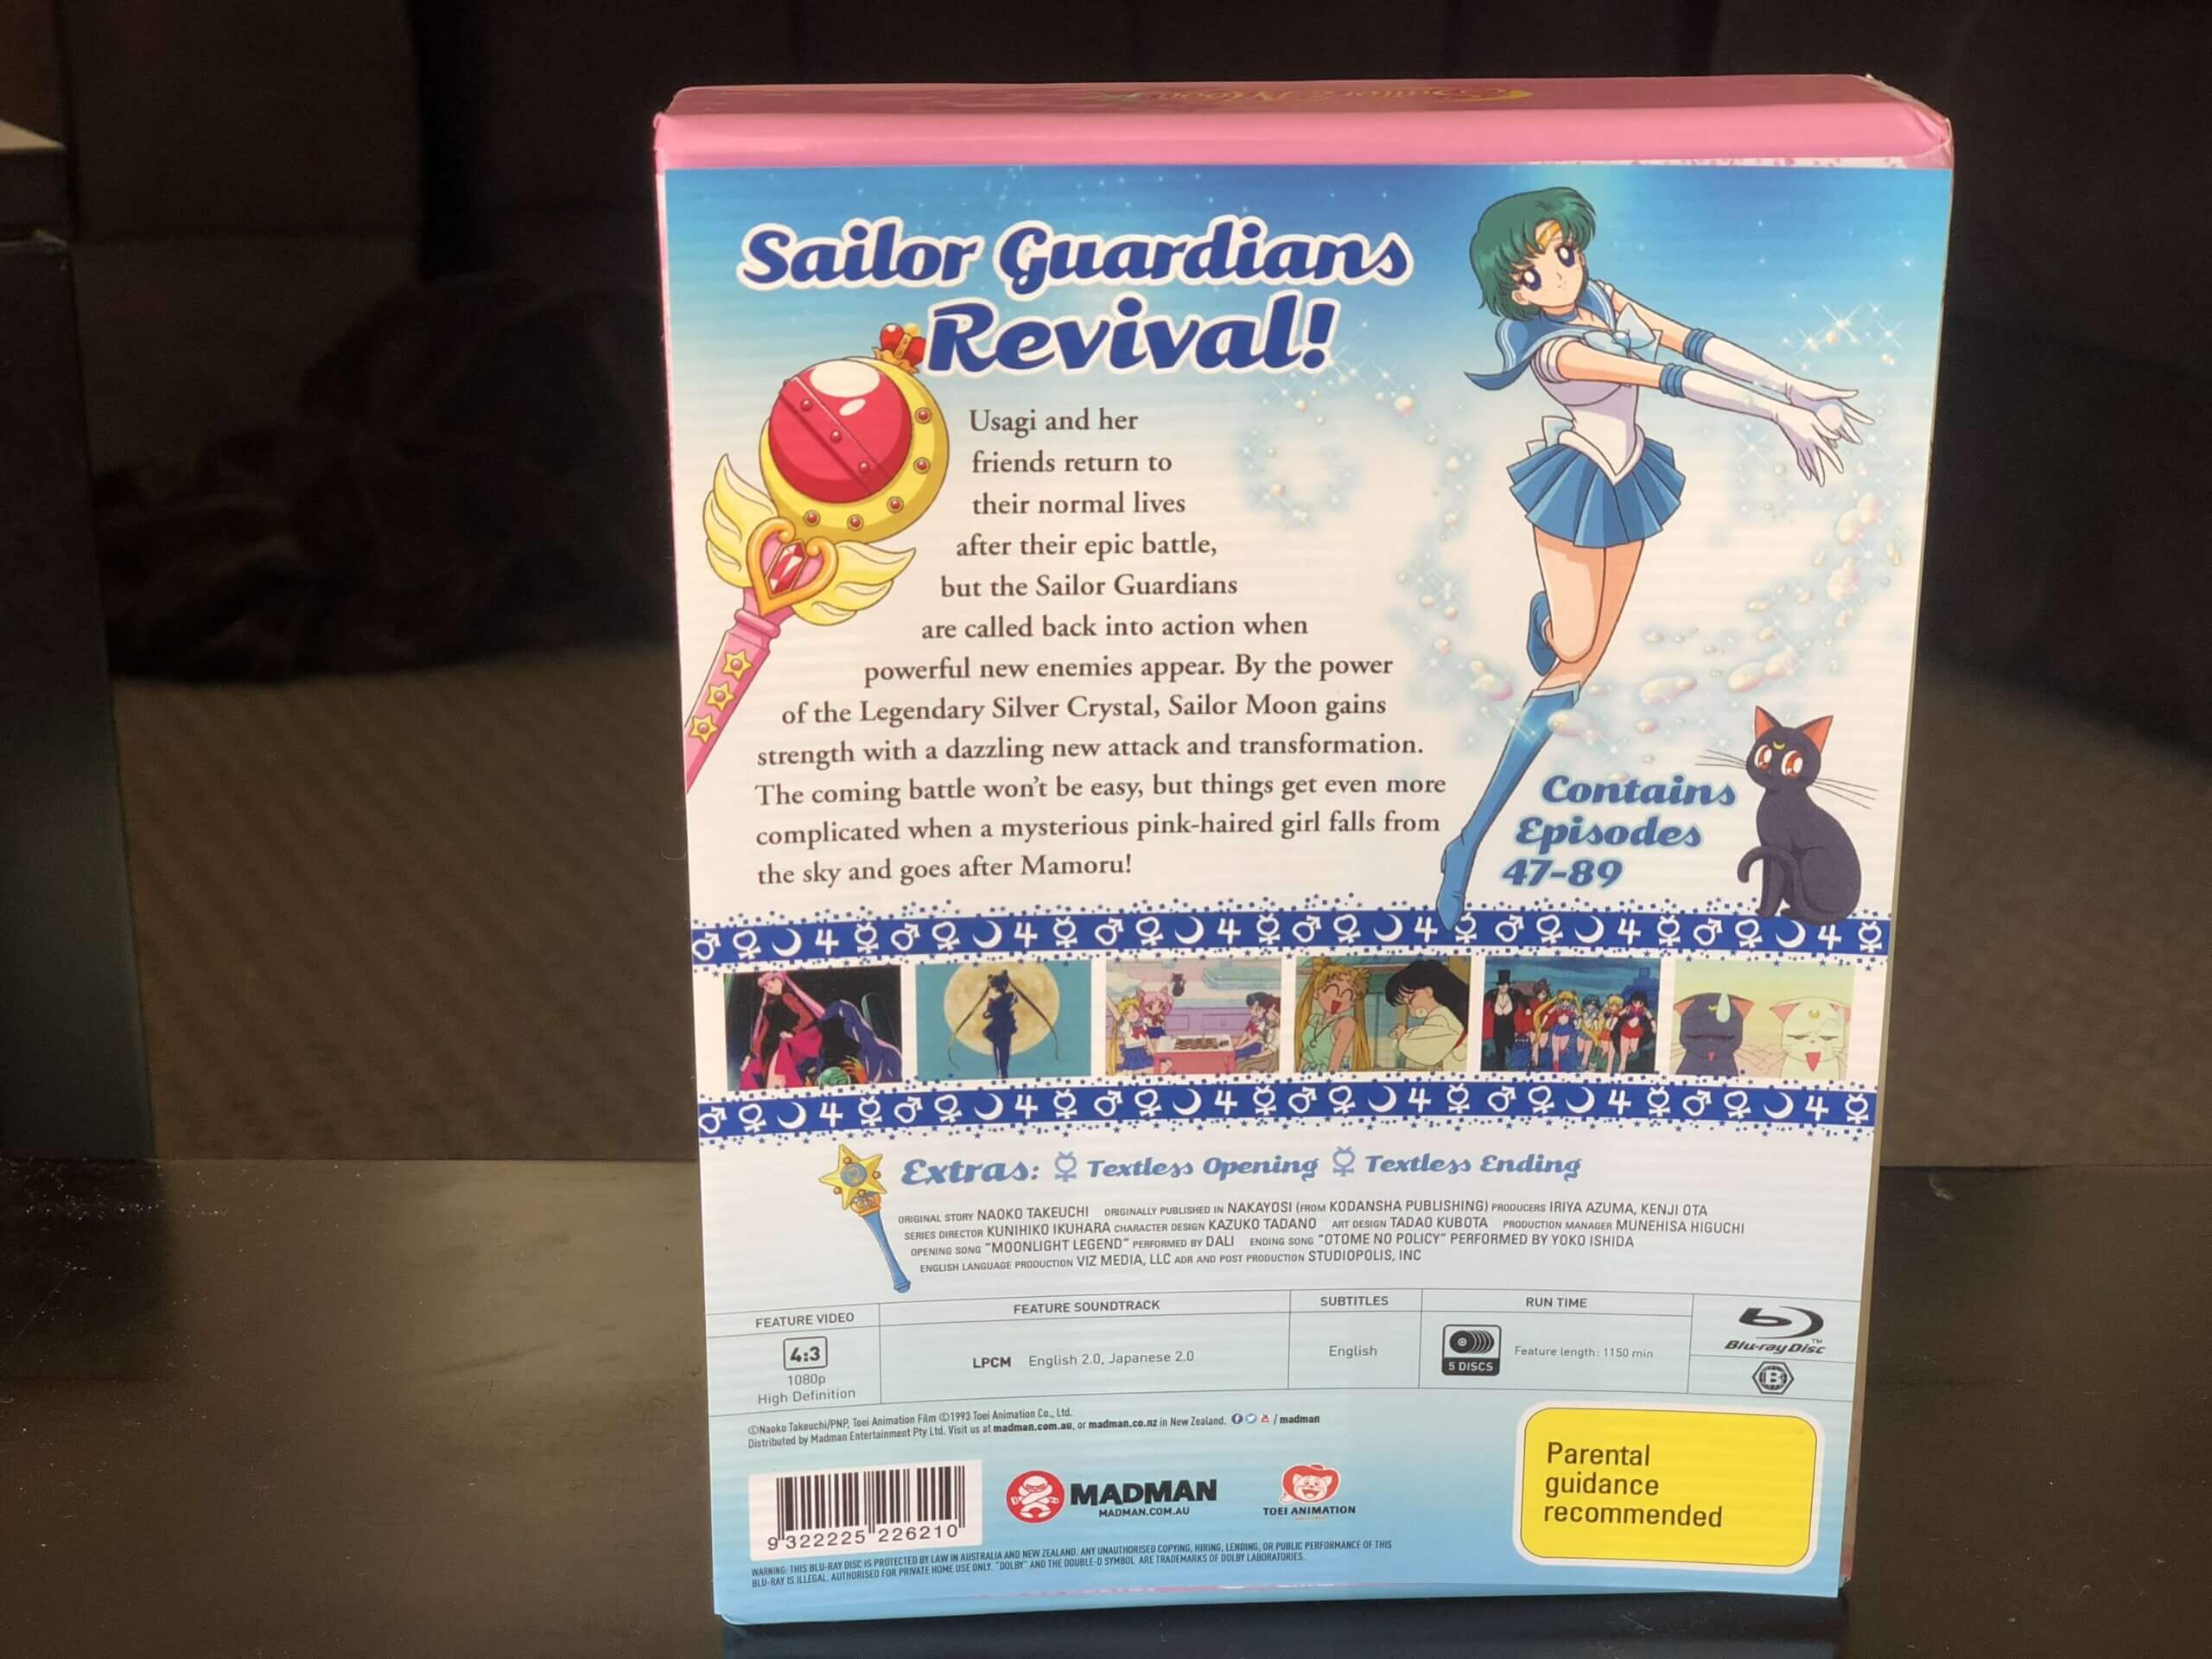 Sailor Moon R
Sailor Guardians
Revival!
Usagi and her
friends return to
their normal lives
after their epic battle,
but the Sailor Guardians
are called back into action when
powerful new enemies appear. By the power
of the Legendary Silver Crystal, Sailor Moon gains
strength with a dazzling new attack and transformation.
The coming battle won't be easy, but things get even more
complicated when a mysterious pink-haired girl falls from
the sky and goes after Mamoru!
Contains
Episodes
47-89
Extras: ☿ Textless Opening ☿ Textless Ending
ORIGINAL STORY NAOKO TAKEUCHI ORIGINALLY PUBLISHED IN NAKAYOSI (FROM KODANSHA PUBLISHING) PRODUCERS IRIYA AZUMA, KENJI OTA
SERIES DIRECTOR KUNIHIKO IKUHARA CHARACTER DESIGN KAZUKO TADANO ART DESIGN TADAO KUBOTA PRODUCTION MANAGER MUNEHISA HIGUCHI
OPENING SONG "MOONLIGHT LEGEND" PERFORMED BY DALI ENDING SONG "OTOME NO POLICY" PERFORMED BY YOKO ISHIDA
ENGLISH LANGUAGE PRODUCTION VIZ MEDIA, LLC ADR AND POST PRODUCTION STUDIOPOLIS, INC
FEATURE VIDEO
4:3
1080p
High Definition
FEATURE SOUNDTRACK
LPCM English 2.0, Japanese 2.0
SUBTITLES
English
RUN TIME
5 DISCS
Feature length: 1150 min
Blu-ray Disc™
B
©Naoko Takeuchi/PNP, Toei Animation Film ©1993 Toei Animation Co., Ltd.
Distributed by Madman Entertainment Pty Ltd. Visit us at madman.com.au, or madman.co.nz in New Zealand. / madman
9 322225 226210
MADMAN
MADMAN.COM.AU
TOEI ANIMATION
Parental
guidance
recommended
WARNING: THIS BLU-RAY DISC IS PROTECTED BY LAW IN AUSTRALIA AND NEW ZEALAND. ANY UNAUTHORISED COPYING, HIRING, LENDING, OR PUBLIC PERFORMANCE OF THIS
BLU-RAY IS ILLEGAL. AUTHORISED FOR PRIVATE HOME USE ONLY. "DOLBY" AND THE DOUBLE-D SYMBOL ARE TRADEMARKS OF DOLBY LABORATORIES.